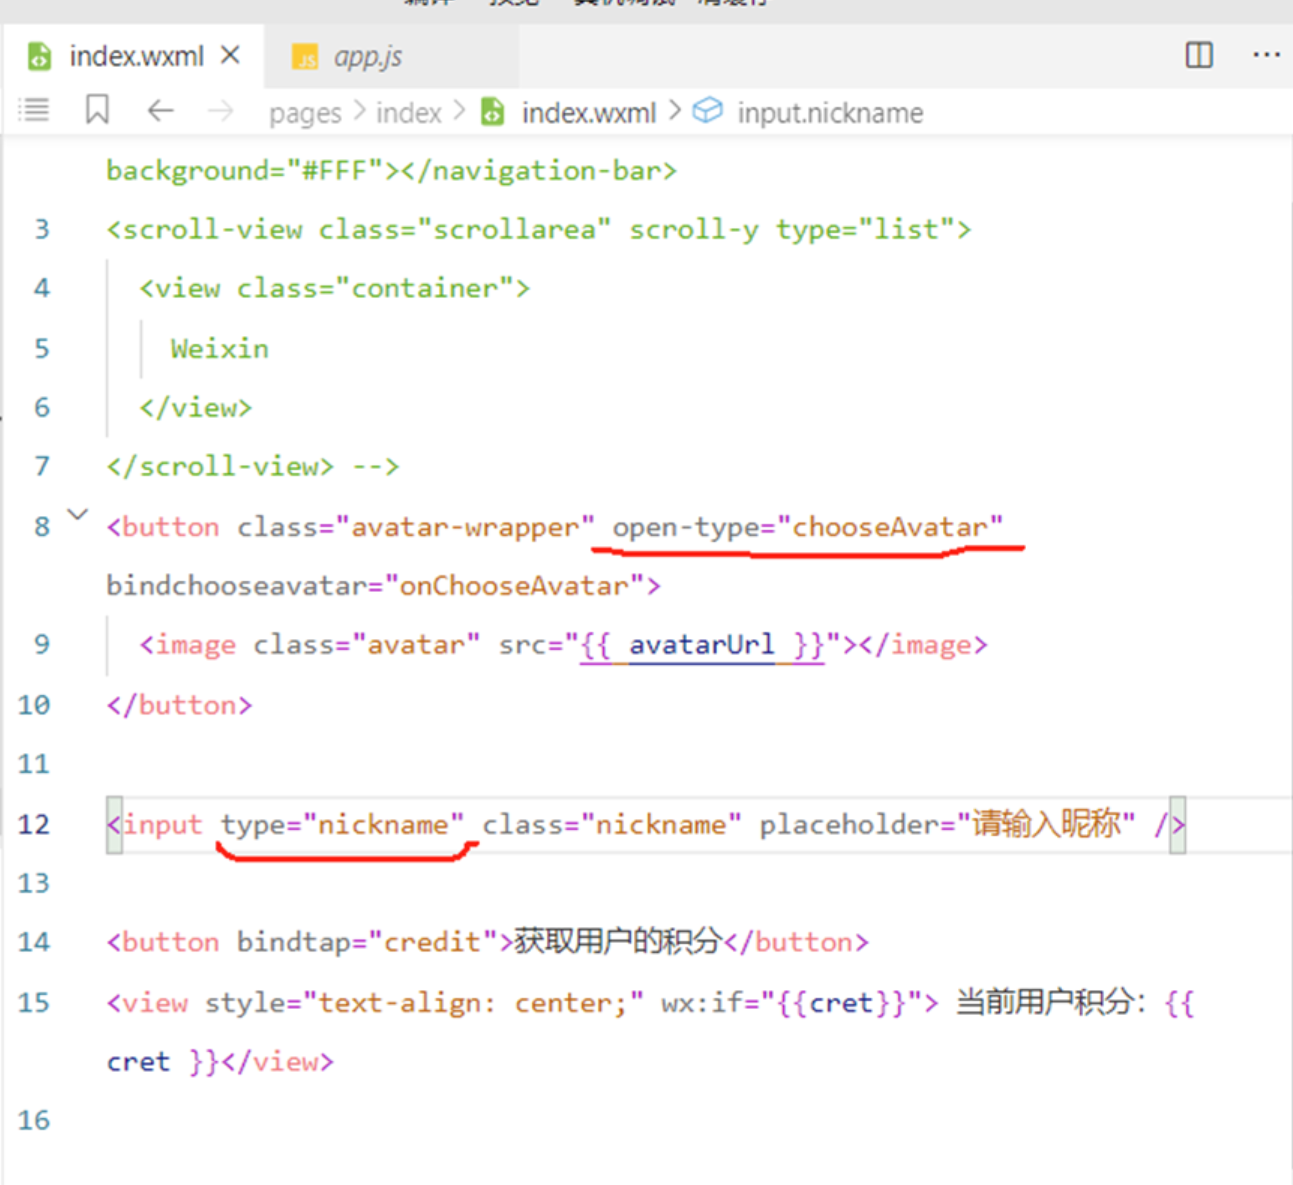 index.wxml
app.js
pages > index > index.wxml > input.nickname
background="#FFF"></navigation-bar>
3 <scroll-view class="scrollarea" scroll-y type="list">
4 <view class="container">
5 Weixin
6 </view>
7 </scroll-view> -->
8 <button class="avatar-wrapper" open-type="chooseAvatar"
bindchooseavatar="onChooseAvatar">
9 <image class="avatar" src="{{ avatarUrl }}"></image>
10 </button>
11
12 <input type="nickname" class="nickname" placeholder="请输入昵称" />
13
14 <button bindtap="credit">获取用户的积分</button>
15 <view style="text-align: center;" wx:if="{{cret}}"> 当前用户积分：{{
cret }}</view>
16